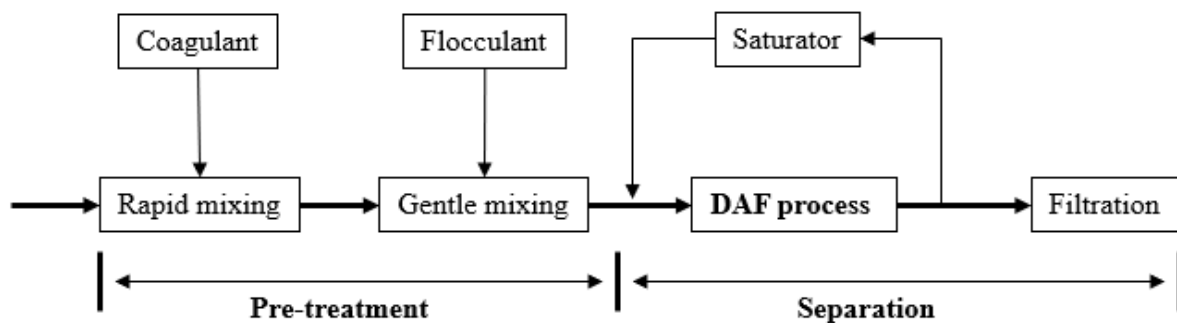 Coagulant
Flocculant
Saturator
Rapid mixing
Gentle mixing
DAF process
Filtration
Pre-treatment
Separation